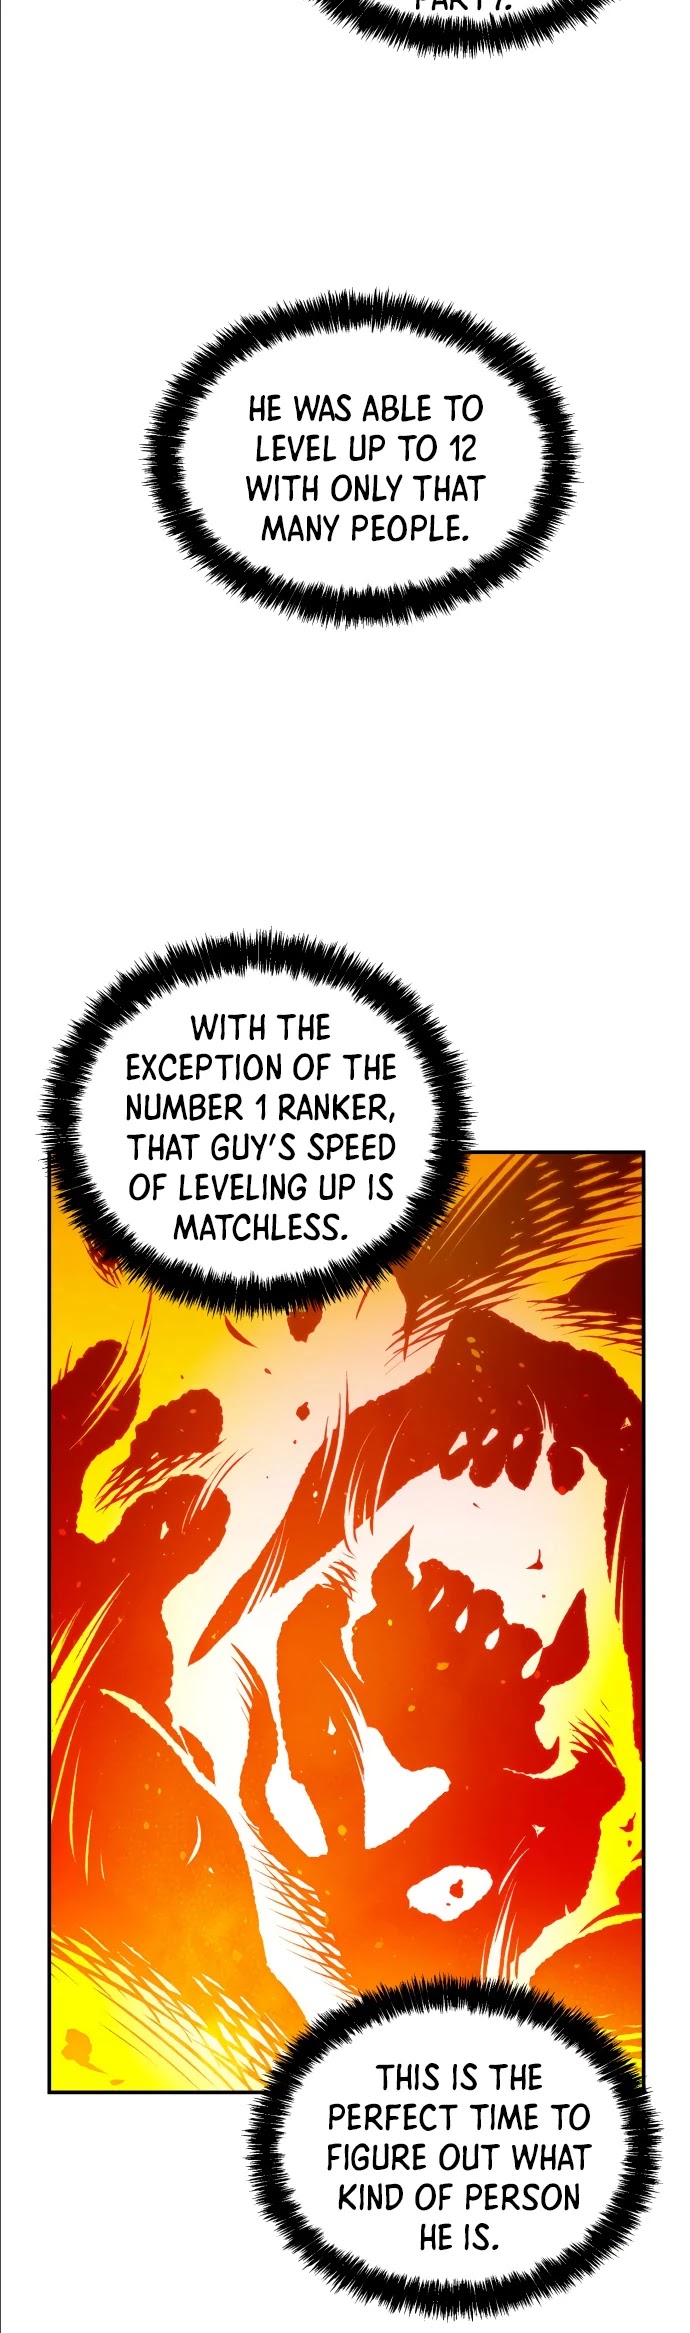 PARTY.
HE WAS ABLE TO
LEVEL UP TO 12
WITH ONLY THAT
MANY PEOPLE.
WITH THE
EXCEPTION OF THE
NUMBER 1 RANKER,
THAT GUY'S SPEED
OF LEVELING UP IS
MATCHLESS.
THIS IS THE
PERFECT TIME TO
FIGURE OUT WHAT
KIND OF PERSON
HE IS.